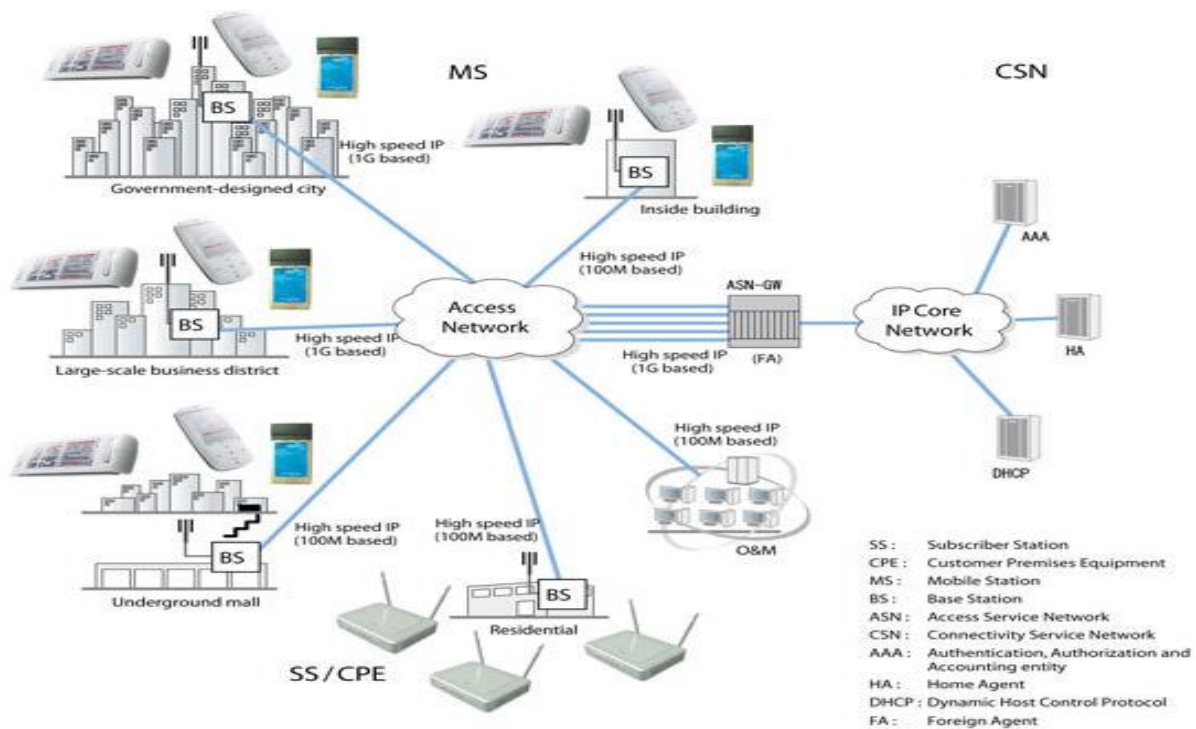 MS
CSN
BS
High speed IP
(1G based)
Government-designed city
BS
Inside building
High speed IP
(100M based)
AAA
BS
High speed IP
(1G based)
Large-scale business district
Access
Network
ASN-GW
(FA)
High speed IP
(1G based)
IP Core
Network
HA
High speed IP
(100M based)
O&M
DHCP
BS
High speed IP
(100M based)
Underground mall
High speed IP
(100M based)
BS
Residential
SS / CPE
SS : Subscriber Station
CPE : Customer Premises Equipment
MS : Mobile Station
BS : Base Station
ASN : Access Service Network
CSN : Connectivity Service Network
AAA : Authentication, Authorization and
Accounting entity
HA : Home Agent
DHCP : Dynamic Host Control Protocol
FA : Foreign Agent